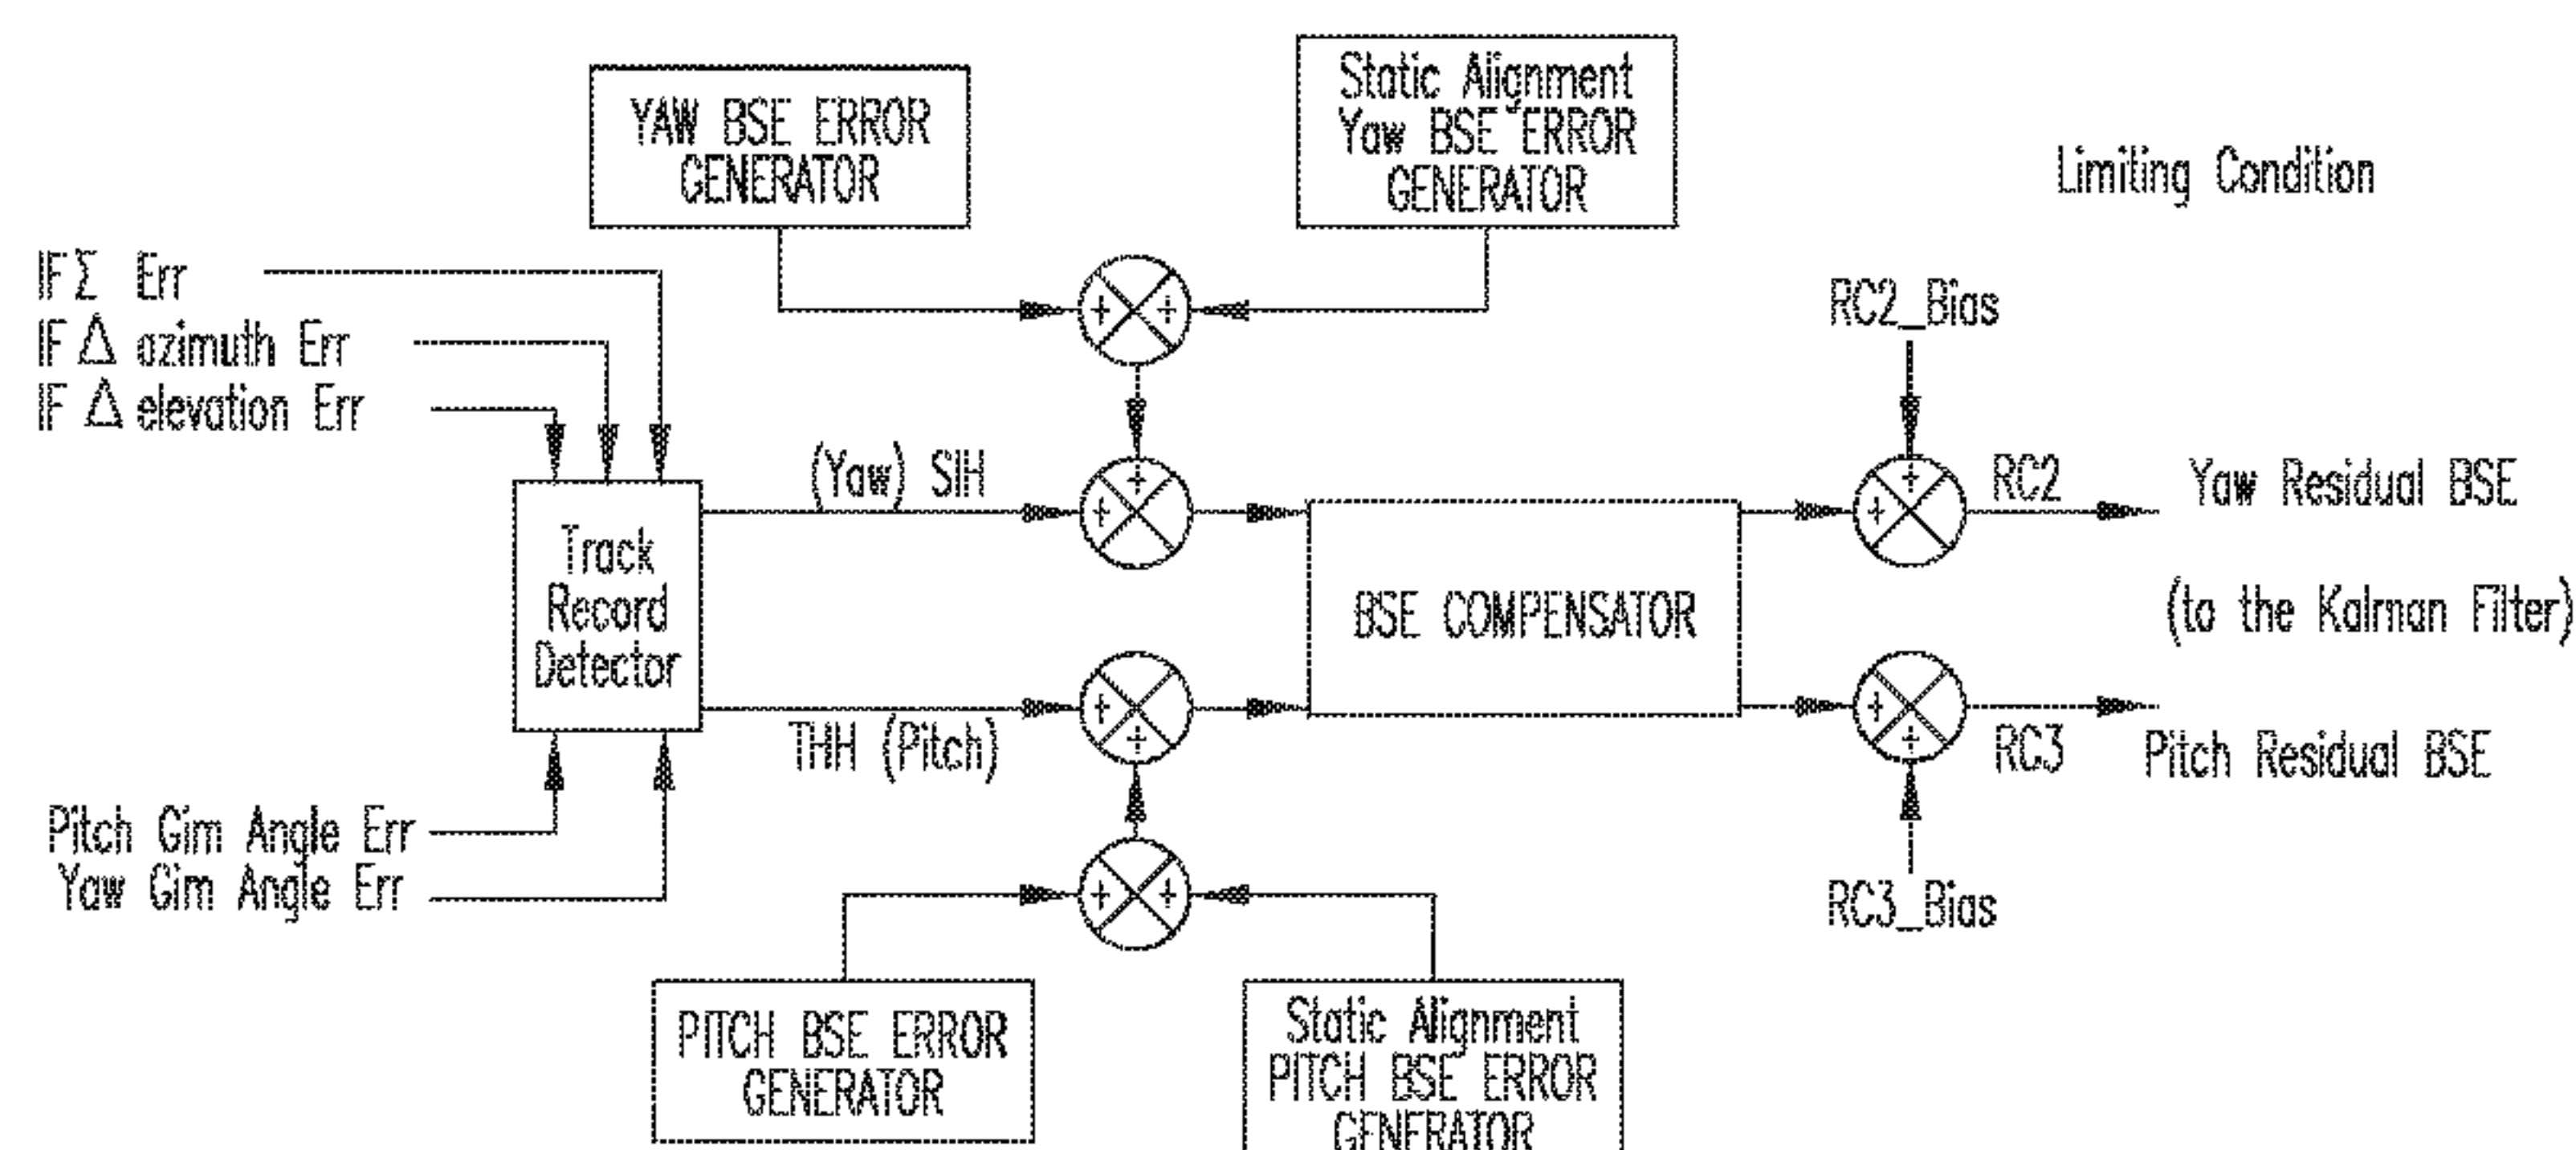 YAW BSE ERROR
GENERATOR
Static Alignment
Yaw BSE ERROR
GENERATOR
Limiting Condition
IF Σ Err
IF Δ azimuth Err
IF Δ elevation Err
RC2_Bias
(Yaw) SIH
RC2
Yaw Residual BSE
Track
Record
Detector
BSE COMPENSATOR
(to the Kalman Filter)
THH (Pitch)
RC3
Pitch Residual BSE
Pitch Gim Angle Err
Yaw Gim Angle Err
RC3_Bias
PITCH BSE ERROR
GENERATOR
Static Alignment
PITCH BSE ERROR
GENERATOR